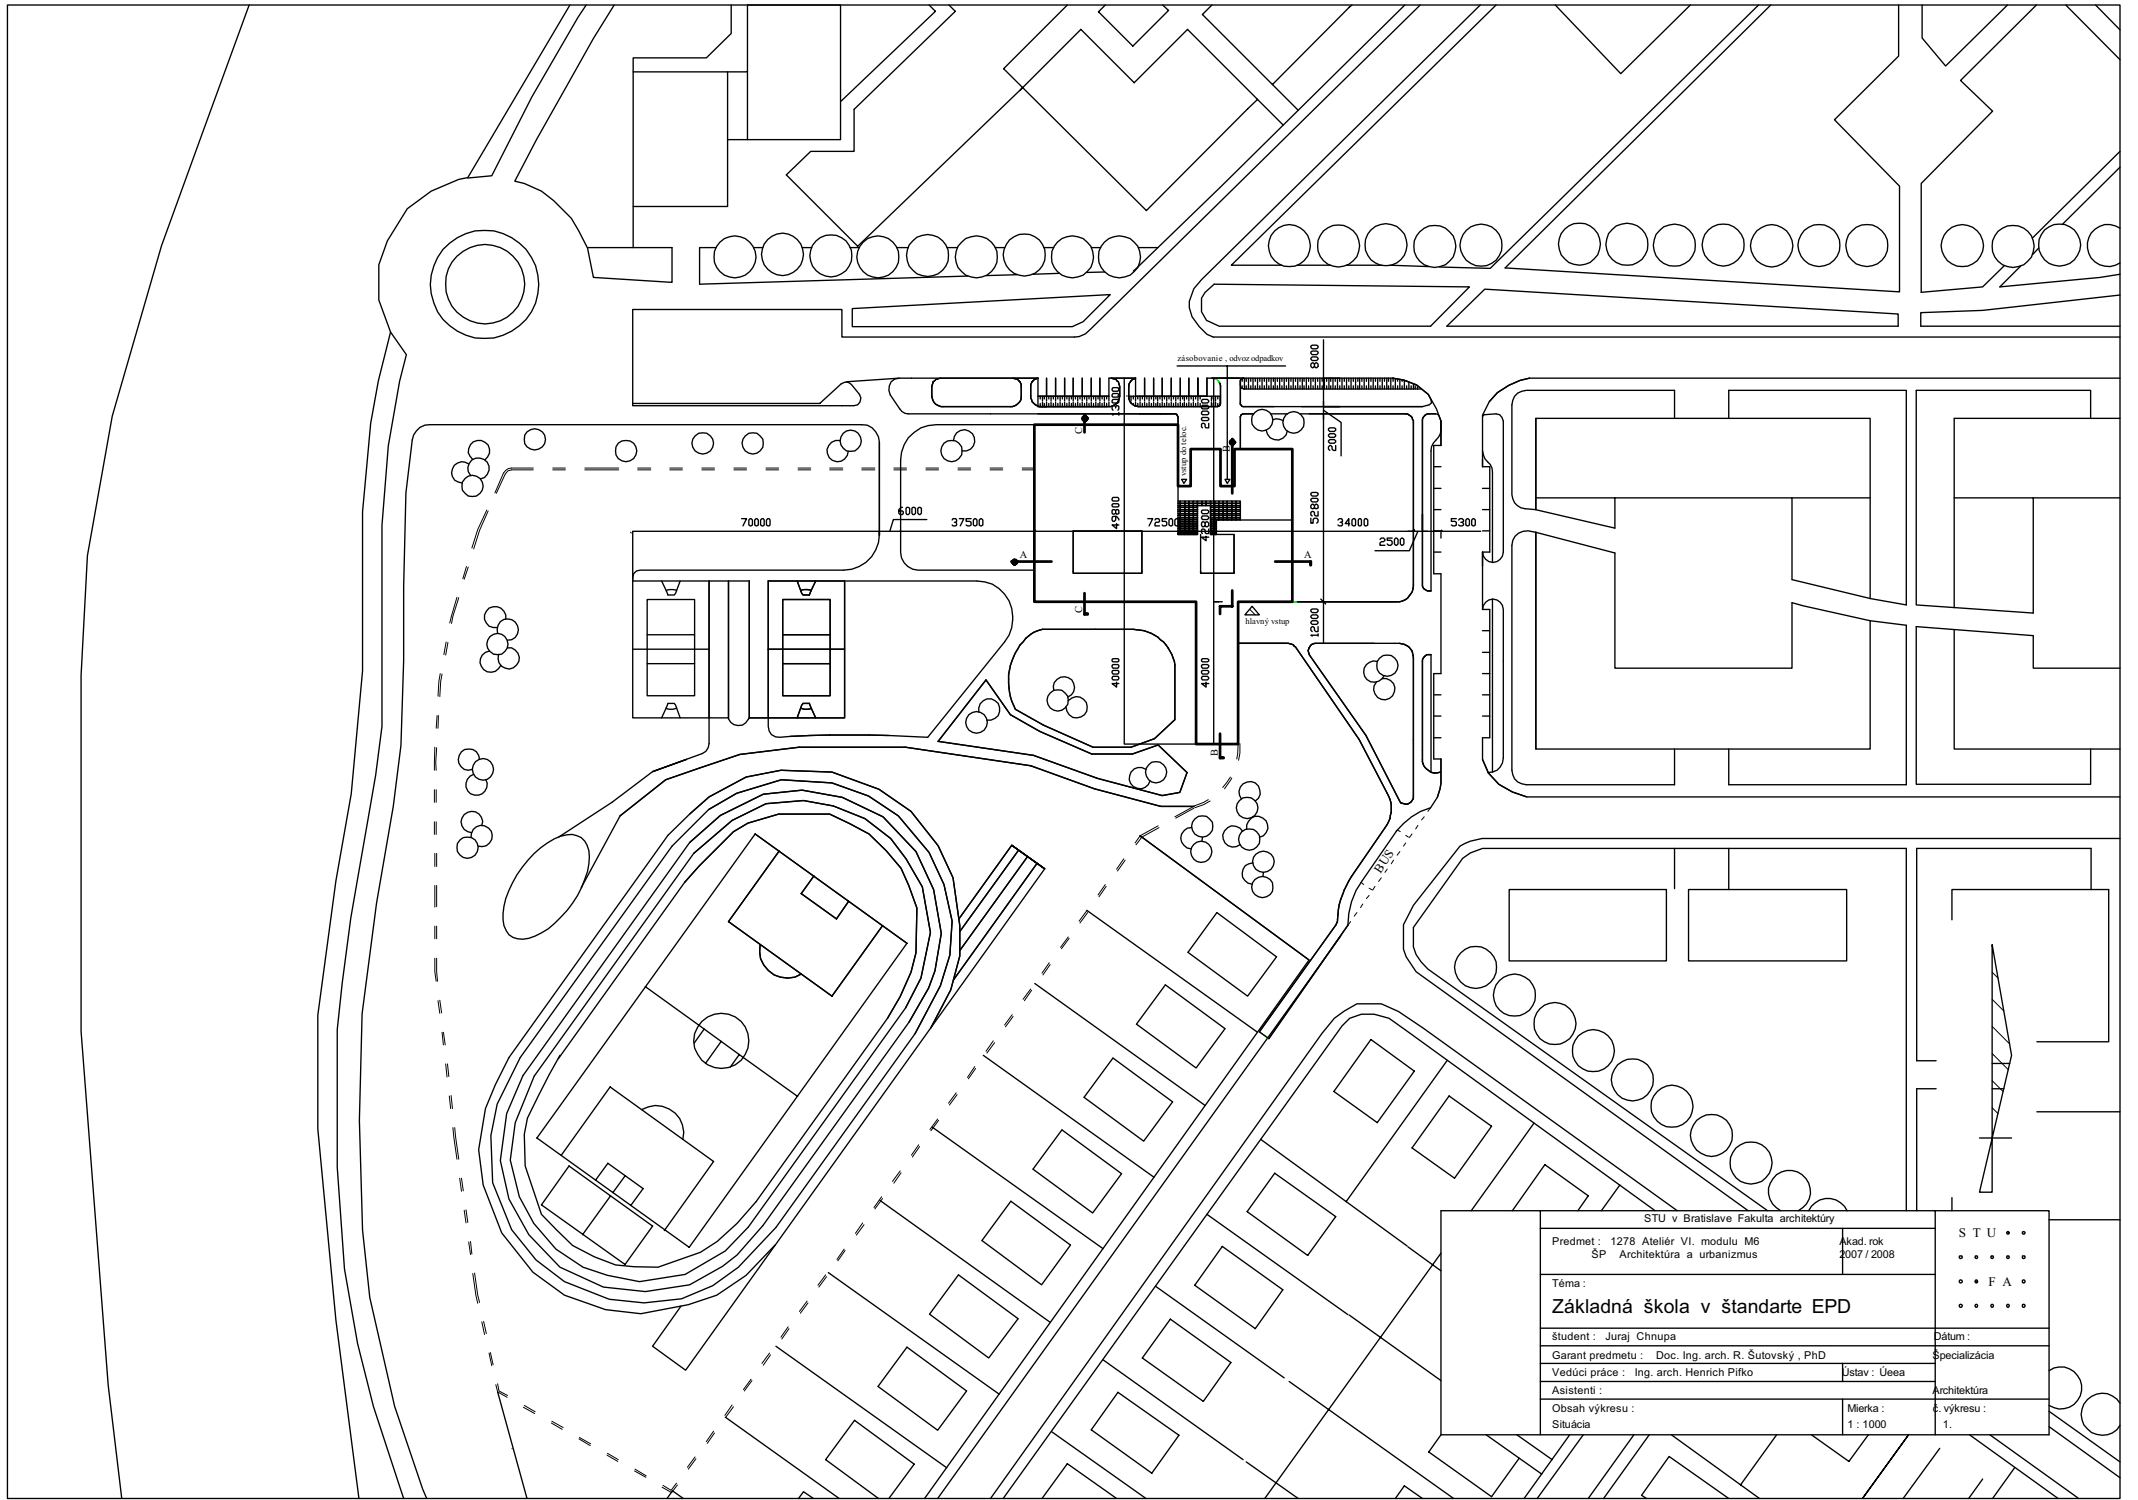 zásobovanie , odvoz odpadkov
8000
13000
20000
2000
C
vstup do teloc.
B
70000
6000
37500
49800
72500
42800
52800
34000
2500
5300
A
A
C
hlavný vstup
12000
40000
40000
B
BUS
STU v Bratislave Fakulta architektúry
Predmet : 1278 Ateliér VI. modulu M6
ŠP Architektúra a urbanizmus
Akad. rok
2007 / 2008
S T U
F A
Téma :
Základná škola v štandarte EPD
študent : Juraj Chnupa
Dátum :
Garant predmetu : Doc. Ing. arch. R. Šutovský , PhD
Špecializácia
Vedúci práce : Ing. arch. Henrich Pifko
Ústav : Úeea
Asistenti :
Architektúra
Obsah výkresu :
Mierka :
č. výkresu :
Situácia
1 : 1000
1.